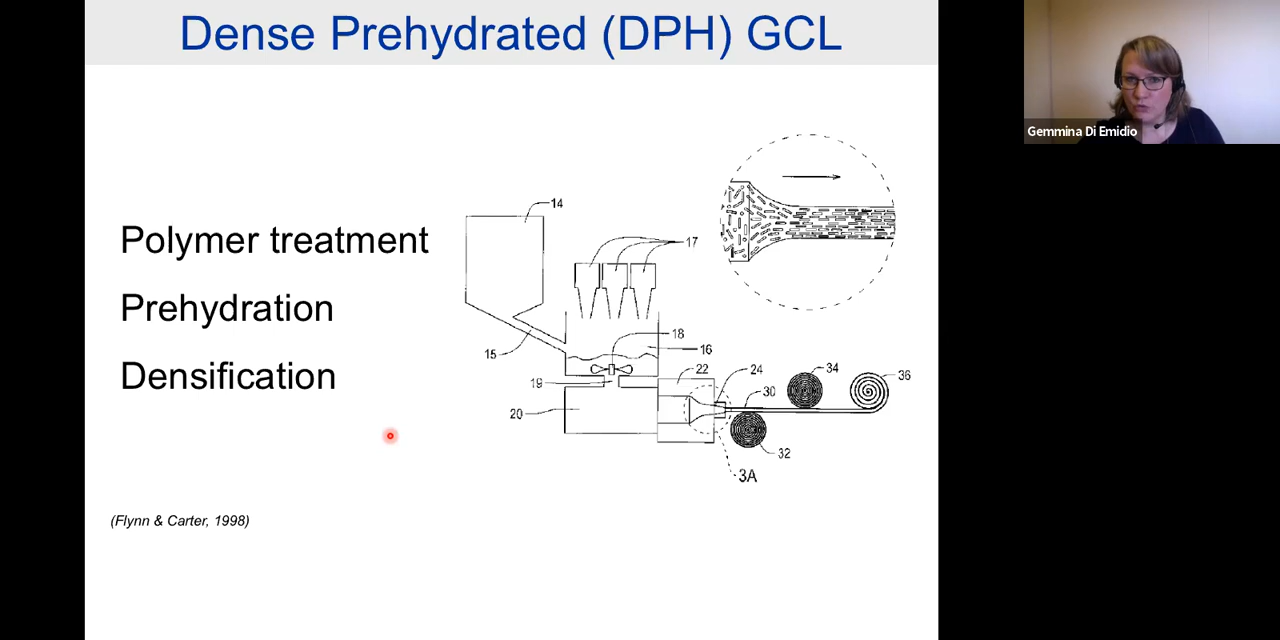 Dense Prehydrated (DPH) GCL
Gemmina Di Emidio
Polymer treatment
Prehydration
Densification
14
17
15
18
16
19
22
24
20
30
34
36
32
3A
(Flynn & Carter, 1998)